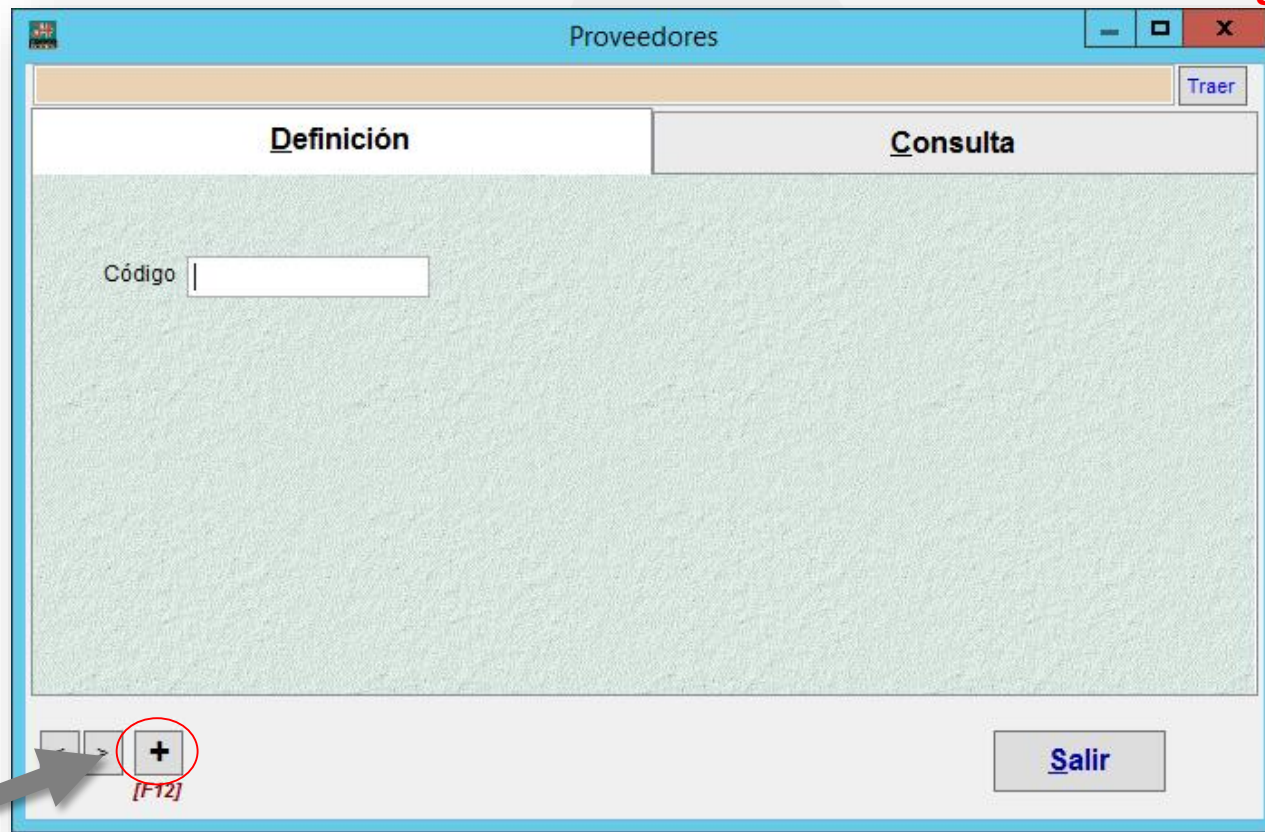 Proveedores
Traer
Definición
Consulta
Código
< > +
[F12]
Salir